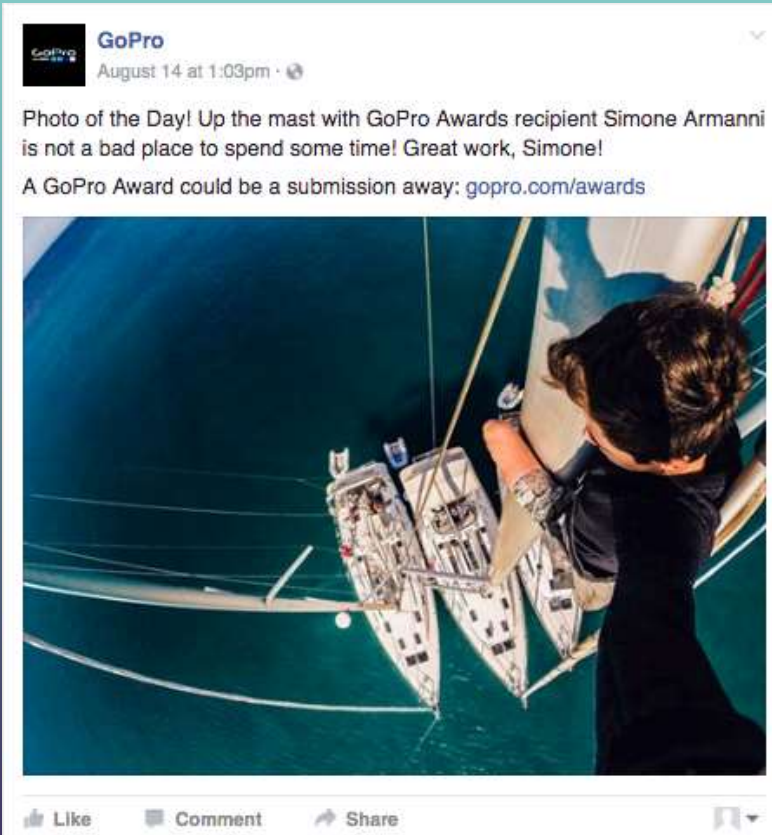 GoPro
GoPro
August 14 at 1:03pm ·
Photo of the Day! Up the mast with GoPro Awards recipient Simone Armanni
is not a bad place to spend some time! Great work, Simone!
A GoPro Award could be a submission away: gopro.com/awards
Like Comment Share